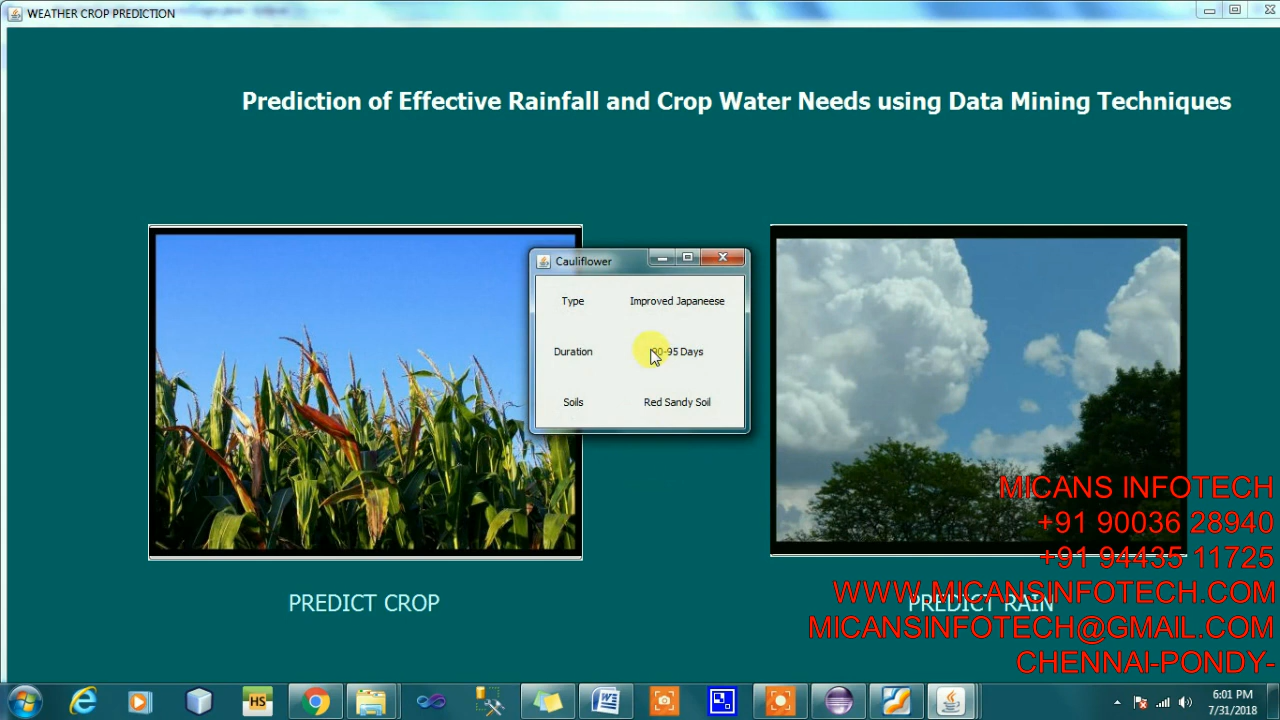 WEATHER CROP PREDICTION
Prediction of Effective Rainfall and Crop Water Needs using Data Mining Techniques
Cauliflower
Type Improved Japaneese
Duration -95 Days
Soils Red Sandy Soil
PREDICT CROP
PREDICT RAIN
MICANS INFOTECH
+91 90036 28940
+91 94435 11725
WWW.MICANSINFOTECH.COM
MICANSINFOTECH@GMAIL.COM
CHENNAI-PONDY-
HS
6:01 PM
7/31/2018